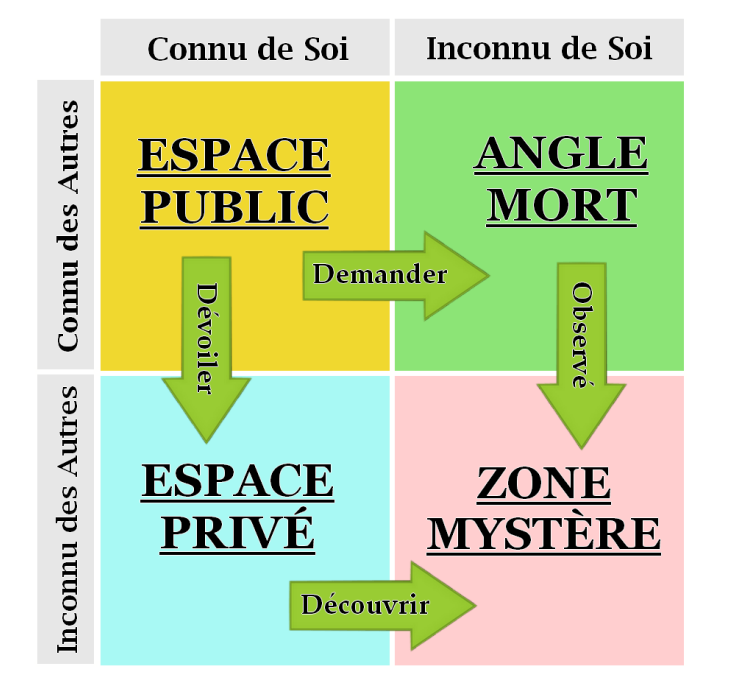 Connu de Soi
Inconnu de Soi
Connu des Autres
ESPACE
PUBLIC
ANGLE
MORT
Demander
Dévoiler
Observé
Inconnu des Autres
ESPACE
PRIVÉ
ZONE
MYSTÈRE
Découvrir